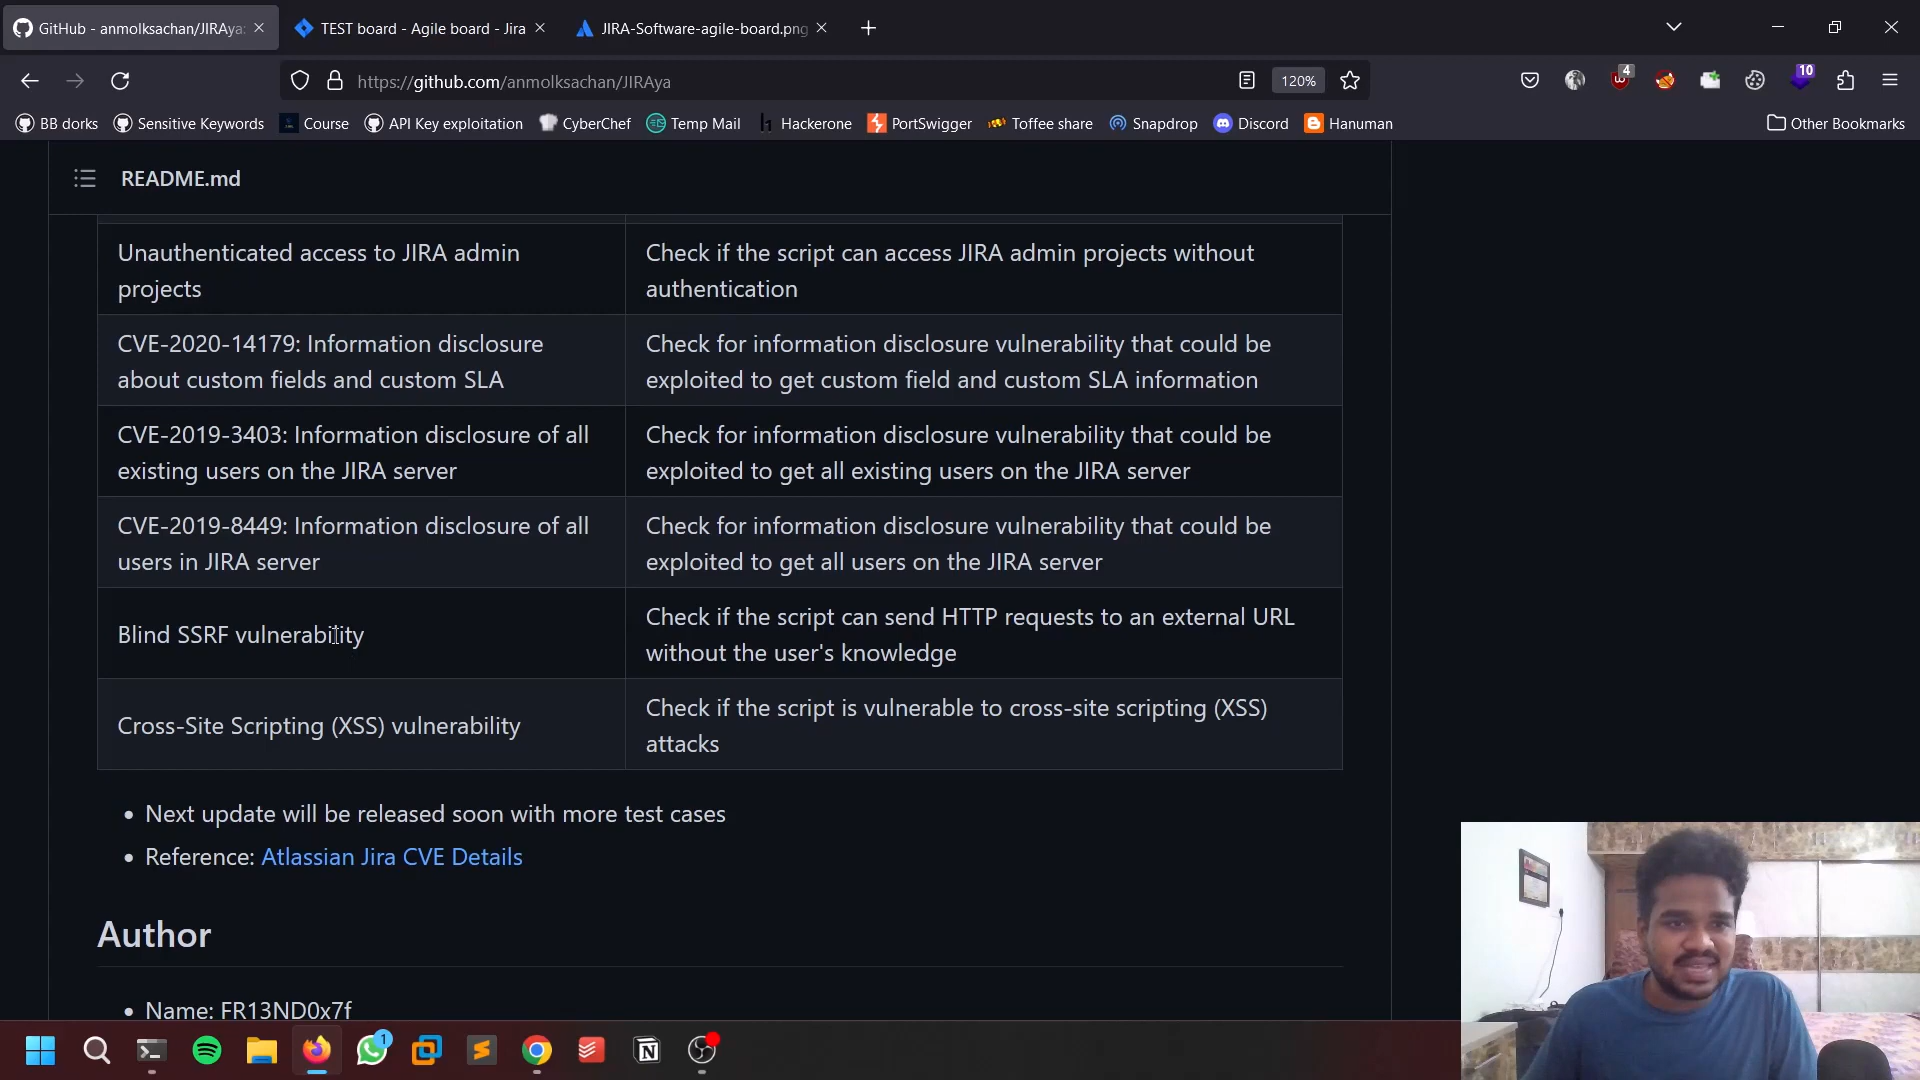 GitHub - anmolksachan/JIRAya:
TEST board - Agile board - Jira
JIRA-Software-agile-board.png
https://github.com/anmolksachan/JIRAya
120%
4
10
BB dorks
Sensitive Keywords
Course
API Key exploitation
CyberChef
Temp Mail
Hackerone
PortSwigger
Toffee share
Snapdrop
Discord
Hanuman
Other Bookmarks
README.md
Unauthenticated access to JIRA admin
projects
Check if the script can access JIRA admin projects without
authentication
CVE-2020-14179: Information disclosure
about custom fields and custom SLA
Check for information disclosure vulnerability that could be
exploited to get custom field and custom SLA information
CVE-2019-3403: Information disclosure of all
existing users on the JIRA server
Check for information disclosure vulnerability that could be
exploited to get all existing users on the JIRA server
CVE-2019-8449: Information disclosure of all
users in JIRA server
Check for information disclosure vulnerability that could be
exploited to get all users on the JIRA server
Blind SSRF vulnerability
Check if the script can send HTTP requests to an external URL
without the user's knowledge
Cross-Site Scripting (XSS) vulnerability
Check if the script is vulnerable to cross-site scripting (XSS)
attacks
• Next update will be released soon with more test cases
• Reference: Atlassian Jira CVE Details
Author
• Name: FR13ND0x7f
1